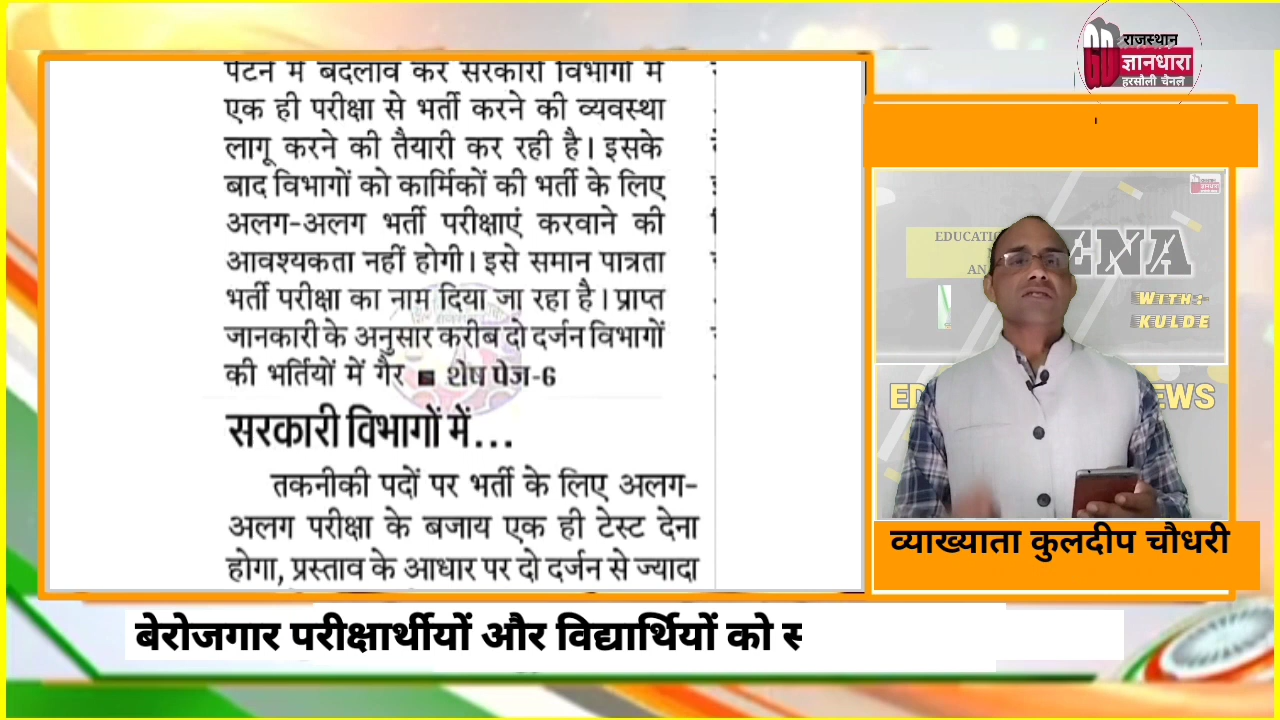 राजस्थान
ज्ञानधारा
हरसौली चेनल
पैटर्न में बदलाव कर सरकारी विभागों में
एक ही परीक्षा से भर्ती करने की व्यवस्था
लागू करने की तैयारी कर रही है। इसके
बाद विभागों को कार्मिकों की भर्ती के लिए
अलग-अलग भर्ती परीक्षाएं करवाने की
आवश्यकता नहीं होगी। इसे समान पात्रता
भर्ती परीक्षा का नाम दिया जा रहा है। प्राप्त
जानकारी के अनुसार करीब दो दर्जन विभागों
की भर्तियों में गैर ■ शेष पेज-6
सरकारी विभागों में...
तकनीकी पदों पर भर्ती के लिए अलग-
अलग परीक्षा के बजाय एक ही टेस्ट देना
होगा, प्रस्ताव के आधार पर दो दर्जन से ज्यादा
WITH:-
KULDE
EWS
व्याख्याता कुलदीप चौधरी
बेरोजगार परीक्षार्थीयों और विद्यार्थियों को